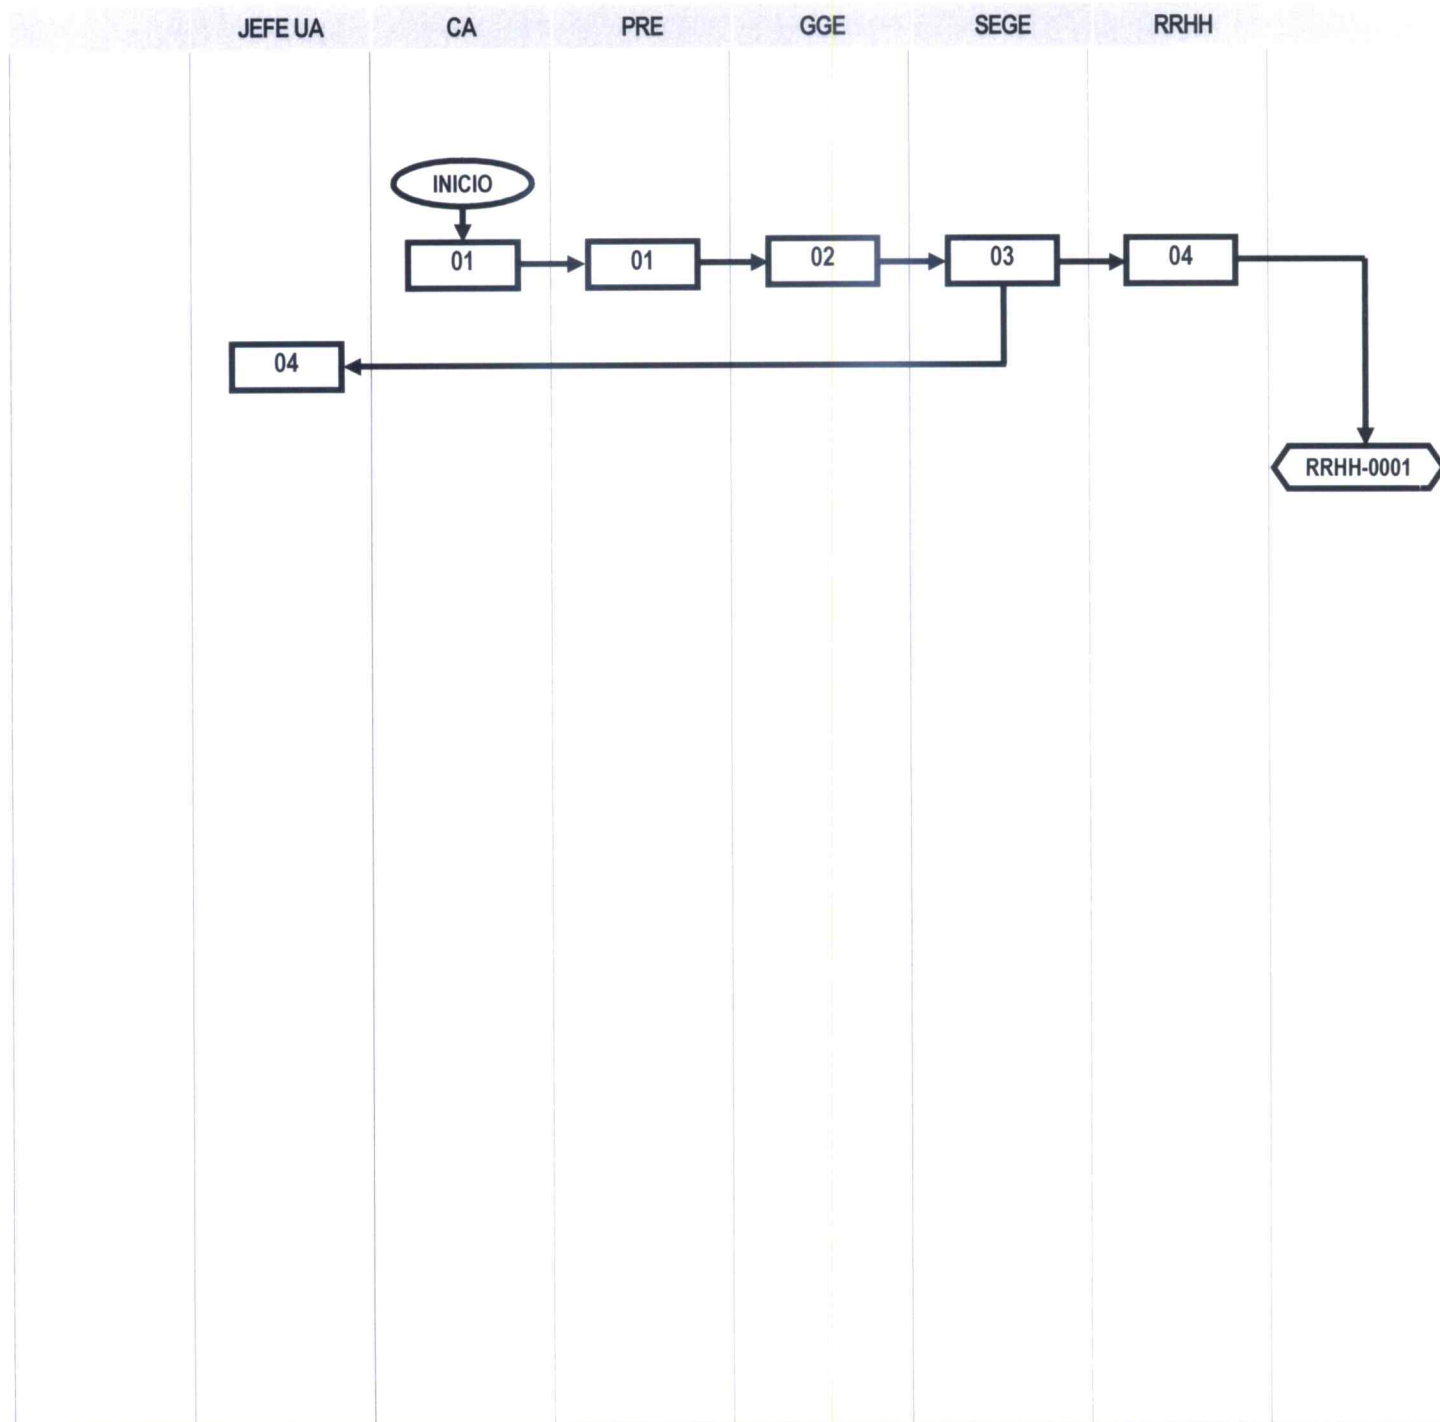 JEFE UA CA PRE GGE SEGE RRHH
INICIO
01 01 02 03 04
04
RRHH-0001